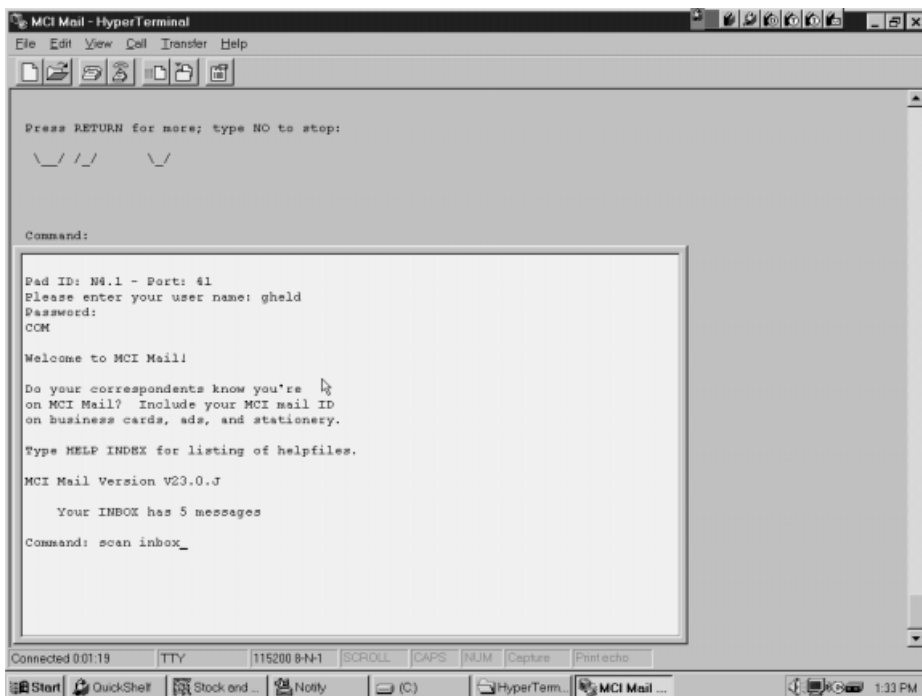 MCI Mail - HyperTerminal
File Edit View Call Transfer Help
Press RETURN for more; type NO to stop:
\__/ /_/ \_/
Command:
Pad ID: N4.1 - Port: 41
Please enter your user name: gheld
Password:
COM
Welcome to MCI Mail!
Do your correspondents know you're
on MCI Mail? Include your MCI mail ID
on business cards, ads, and stationery.
Type HELP INDEX for listing of helpfiles.
MCI Mail Version V23.0.J
Your INBOX has 5 messages
Command: scan inbox_
Connected 0:01:19 TTY 115200 8-N-1 SCROLL CAPS NUM Capture Print echo
Start QuickShelf Stock and ... Notify (C) HyperTerm... MCI Mail ... 1:33 PM